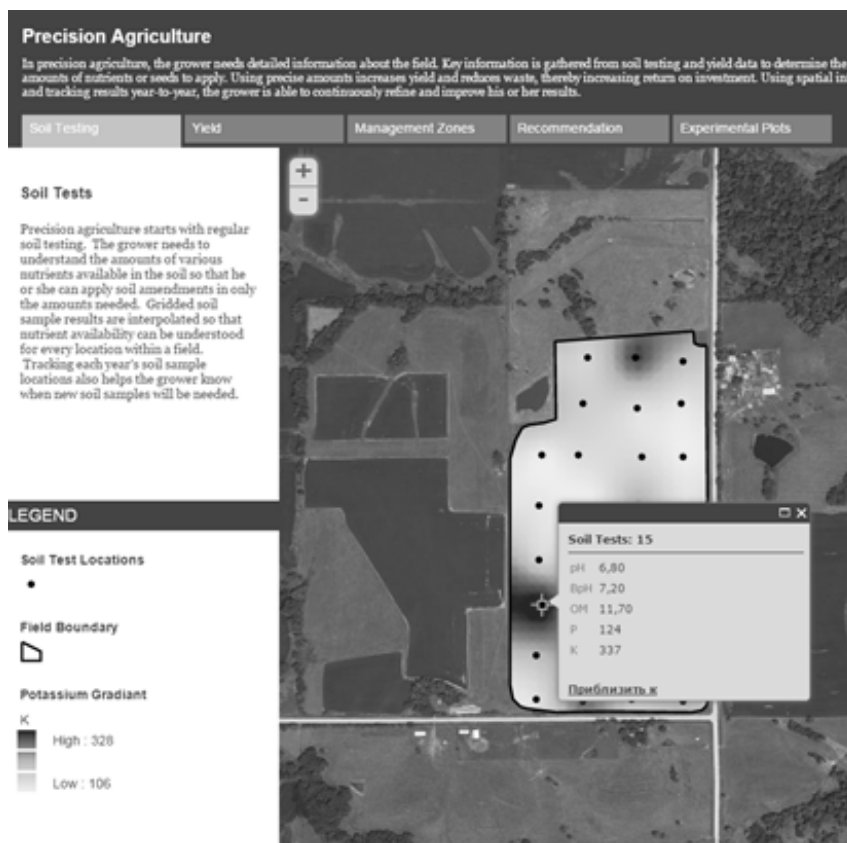 Precision Agriculture
In precision agriculture, the grower needs detailed information about the field. Key information is gathered from soil testing and yield data to determine the
amounts of nutrients or seeds to apply. Using precise amounts increases yield and reduces waste, thereby increasing return on investment. Using spatial in
and tracking results year-to-year, the grower is able to continuously refine and improve his or her results.
Soil Testing
Yield
Management Zones
Recommendation
Experimental Plots
+
-
Soil Tests
Precision agriculture starts with regular
soil testing. The grower needs to
understand the amounts of various
nutrients available in the soil so that he
or she can apply soil amendments in only
the amounts needed. Gridded soil
sample results are interpolated so that
nutrient availability can be understood
for every location within a field.
Tracking each year's soil sample
locations also helps the grower know
when new soil samples will be needed.
LEGEND
Soil Test Locations
Field Boundary
Potassium Gradiant
K
High : 328
Low : 106
Soil Tests: 15
pH 6,80
BpH 7,20
OM 11,70
P 124
K 337
Приблизить к